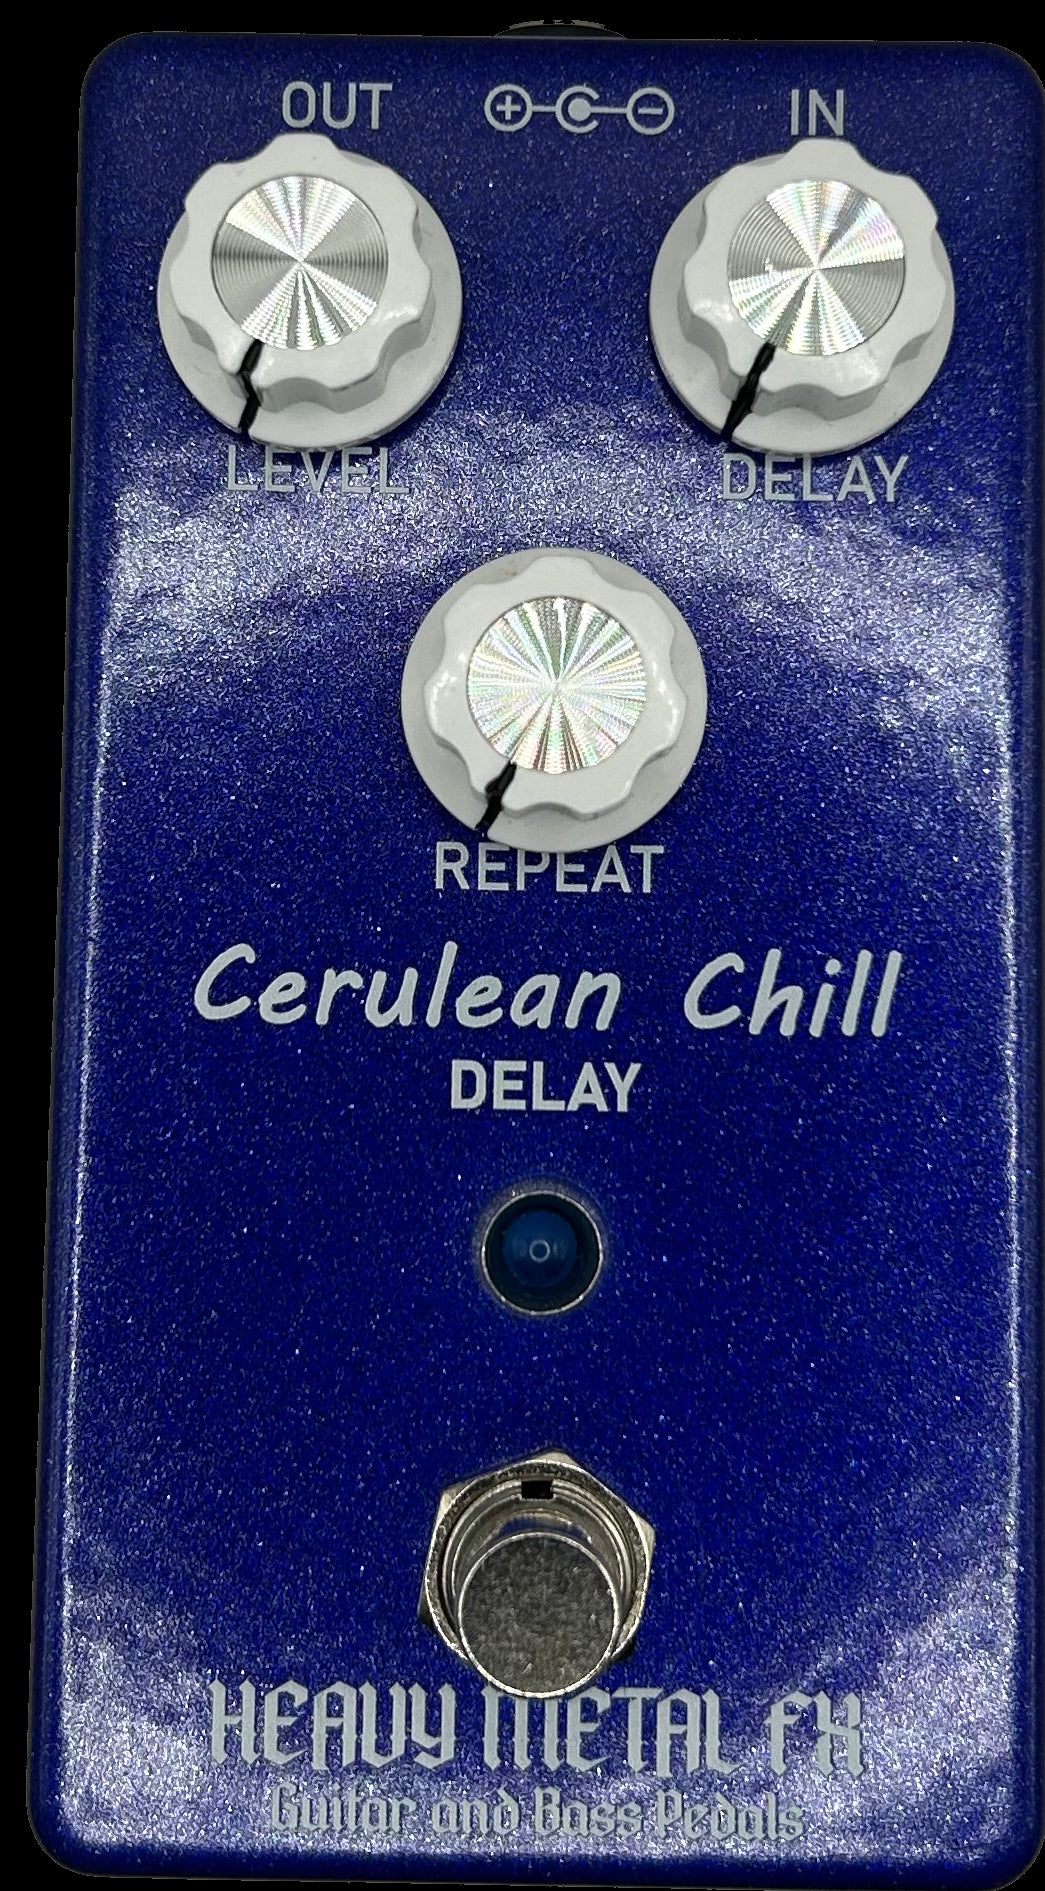 OUT IN
LEVEL DELAY
REPEAT
Cerulean Chill
DELAY
HEAVY METAL FX
Guitar and Bass Pedals